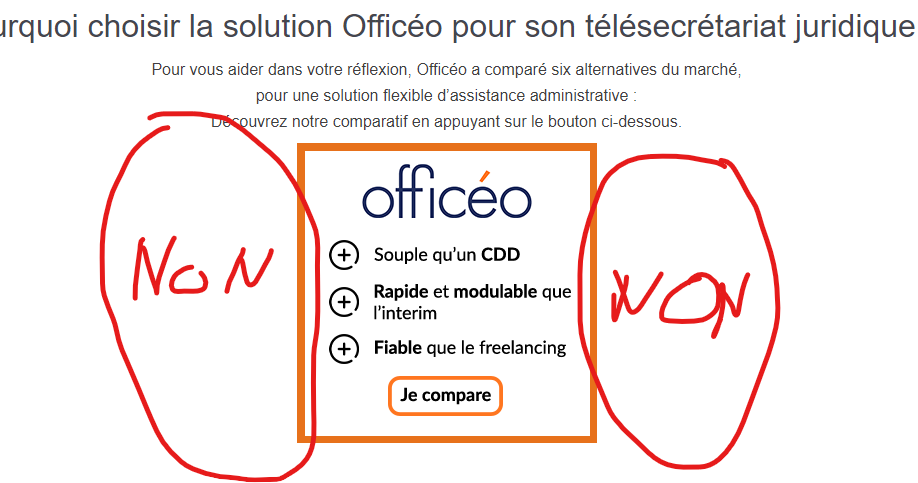 urquoi choisir la solution Officéo pour son télésecrétariat juridique
Pour vous aider dans votre réflexion, Officéo a comparé six alternatives du marché,
pour une solution flexible d'assistance administrative :
Découvrez notre comparatif en appuyant sur le bouton ci-dessous.
officéo
Souple qu'un CDD
Rapide et modulable que
l'interim
Fiable que le freelancing
Je compare
NON
NON